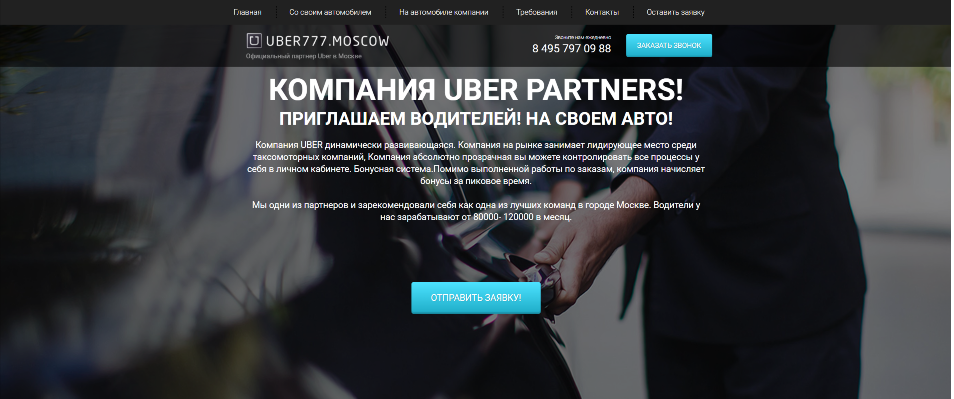 Главная Со своим автомобилем На автомобиле компании Требования Контакты Оставить заявку
UBER777.MOSCOW
Официальный партнер Uber в Москве
Звоните нам ежедневно
8 495 797 09 88
ЗАКАЗАТЬ ЗВОНОК
КОМПАНИЯ UBER PARTNERS!
ПРИГЛАШАЕМ ВОДИТЕЛЕЙ! НА СВОЕМ АВТО!
Компания UBER динамически развивающаяся. Компания на рынке занимает лидирующее место среди
таксомоторных компаний, Компания абсолютно прозрачная вы можете контролировать все процессы у
себя в личном кабинете. Бонусная система.Помимо выполненной работы по заказам, компания начисляет
бонусы за пиковое время.
Мы одни из партнеров и зарекомендовали себя как одна из лучших команд в городе Москве. Водители у
нас зарабатывают от 80000- 120000 в месяц.
ОТПРАВИТЬ ЗАЯВКУ!